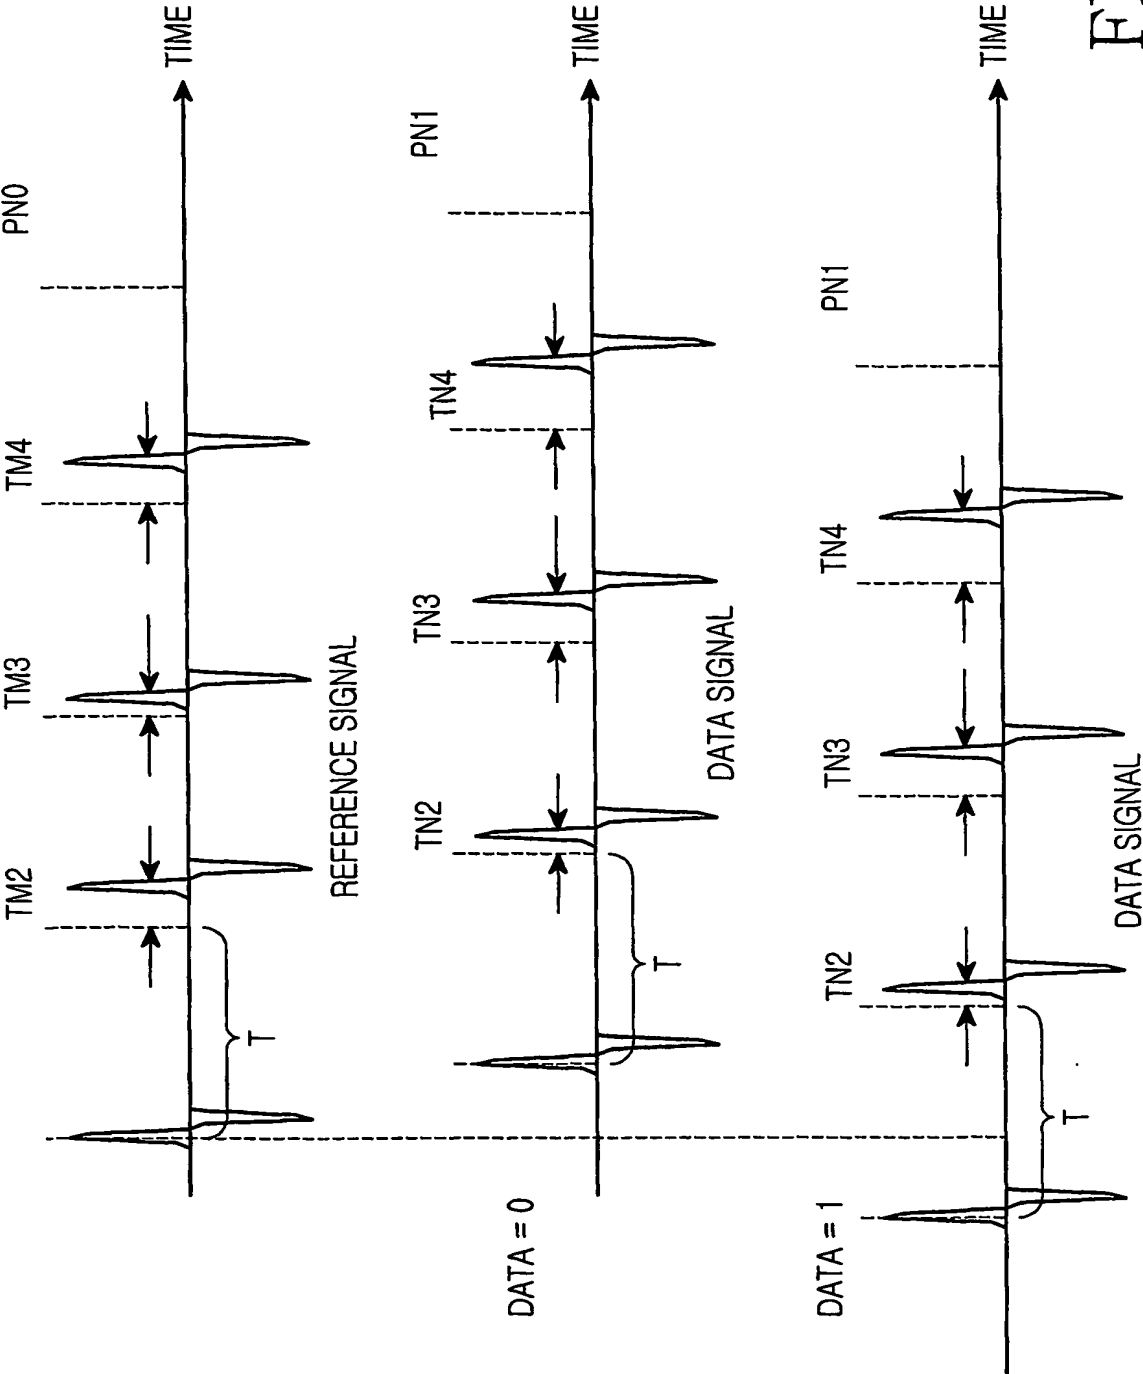 TM2
TM3
TM4
PN0
TIME
T
REFERENCE SIGNAL
DATA = 0
TN2
TN3
TN4
PN1
TIME
T
DATA SIGNAL
DATA = 1
TN2
TN3
TN4
PN1
TIME
T
DATA SIGNAL